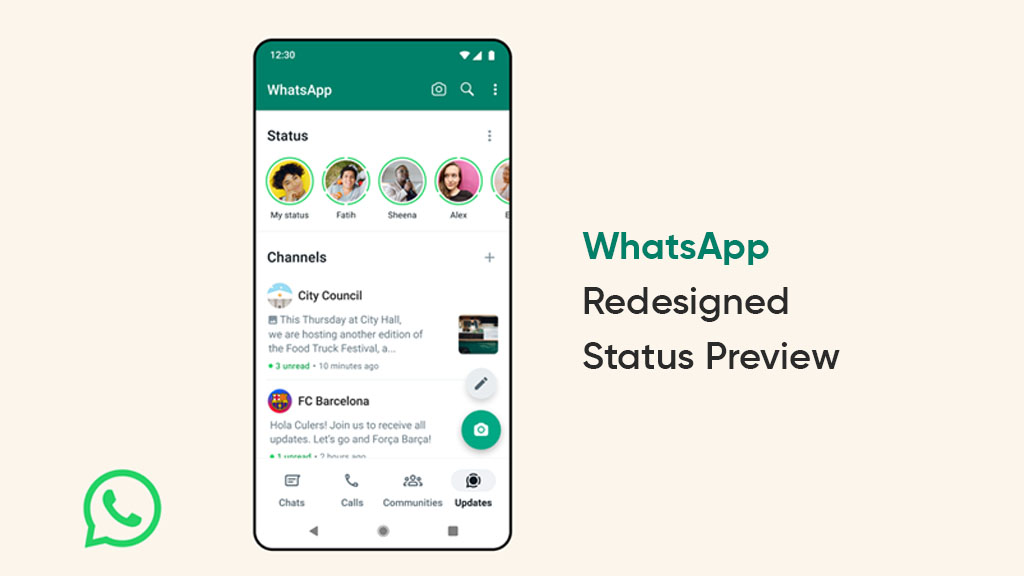 12:30
WhatsApp
Status
My status
Fatih
Sheena
Alex
E
Channels
City Council
This Thursday at City Hall,
we are hosting another edition of
the Food Truck Festival, a...
3 unread • 10 minutes ago
FC Barcelona
Hola Culers! Join us to receive all
updates. Let's go and Força Barça!
1 unread • 2 hours ago
Chats
Calls
Communities
Updates
WhatsApp
Redesigned
Status Preview